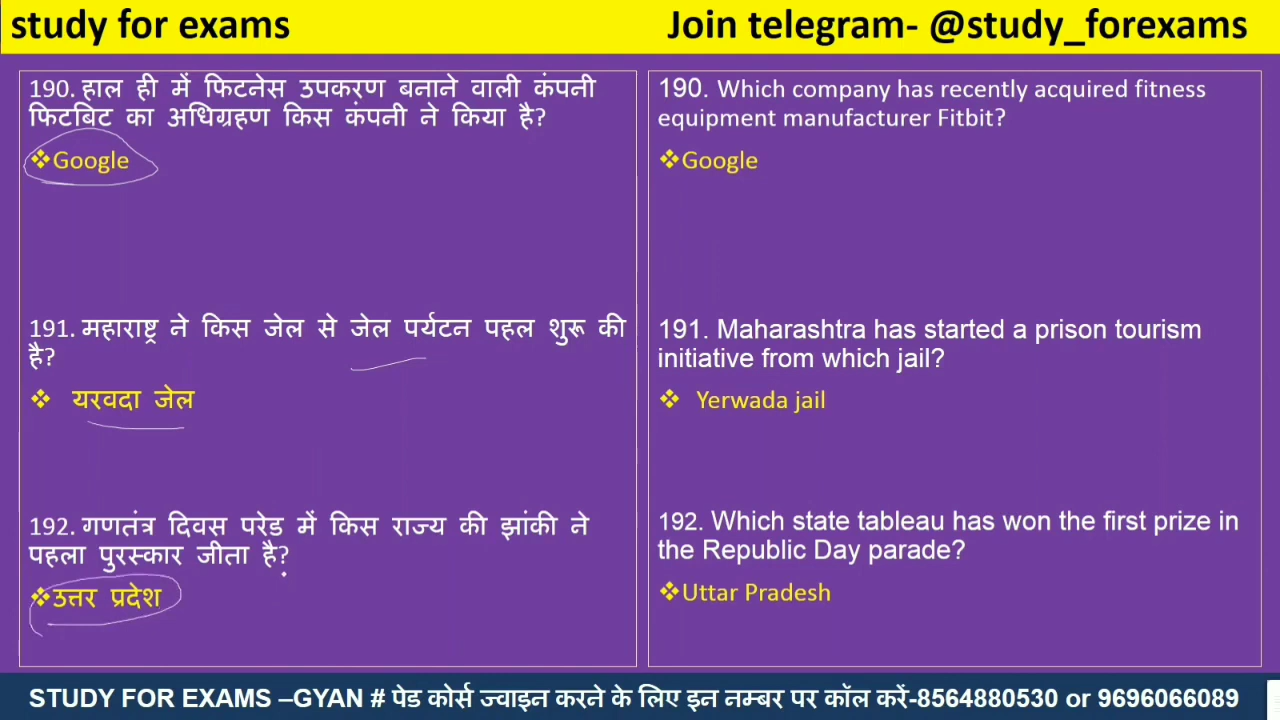 study for exams
Join telegram- @study_forexams
190. हाल ही में फिटनेस उपकरण बनाने वाली कंपनी
फिटबिट का अधिग्रहण किस कंपनी ने किया है?
❖Google
191. महाराष्ट्र ने किस जेल से जेल पर्यटन पहल शुरू की
है?
❖ यरवदा जेल
192. गणतंत्र दिवस परेड में किस राज्य की झांकी ने
पहला पुरस्कार जीता है?
❖उत्तर प्रदेश
190. Which company has recently acquired fitness
equipment manufacturer Fitbit?
❖Google
191. Maharashtra has started a prison tourism
initiative from which jail?
❖ Yerwada jail
192. Which state tableau has won the first prize in
the Republic Day parade?
❖Uttar Pradesh
STUDY FOR EXAMS –GYAN # पेड कोर्स ज्वाइन करने के लिए इन नम्बर पर कॉल करें-8564880530 or 9696066089